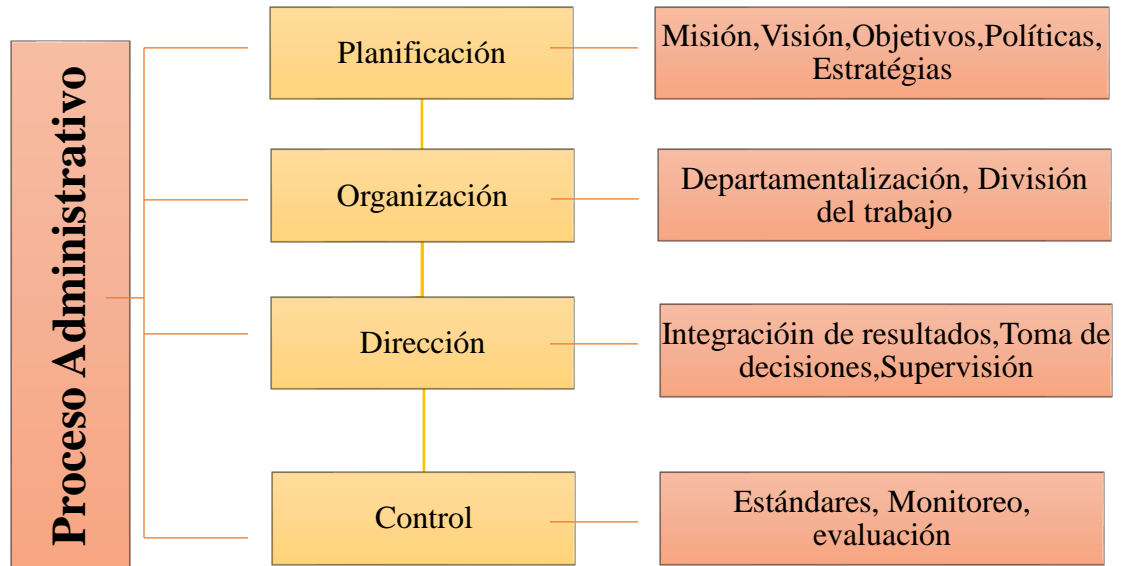 Proceso Administrativo
Planificación
Misión,Visión,Objetivos,Políticas,
Estratégias
Organización
Departamentalización, División
del trabajo
Dirección
Integracióin de resultados,Toma de
decisiones,Supervisión
Control
Estándares, Monitoreo,
evaluación